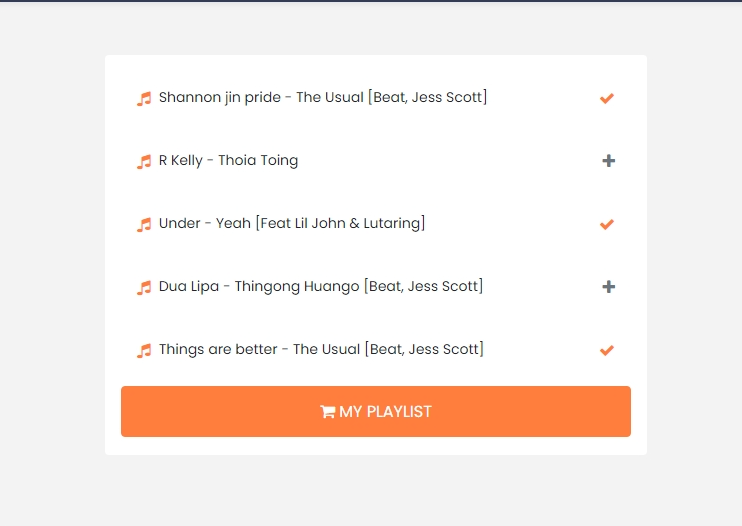 Shannon jin pride - The Usual [Beat, Jess Scott]
R Kelly - Thoia Toing
Under - Yeah [Feat Lil John & Lutaring]
Dua Lipa - Thingong Huango [Beat, Jess Scott]
Things are better - The Usual [Beat, Jess Scott]
MY PLAYLIST